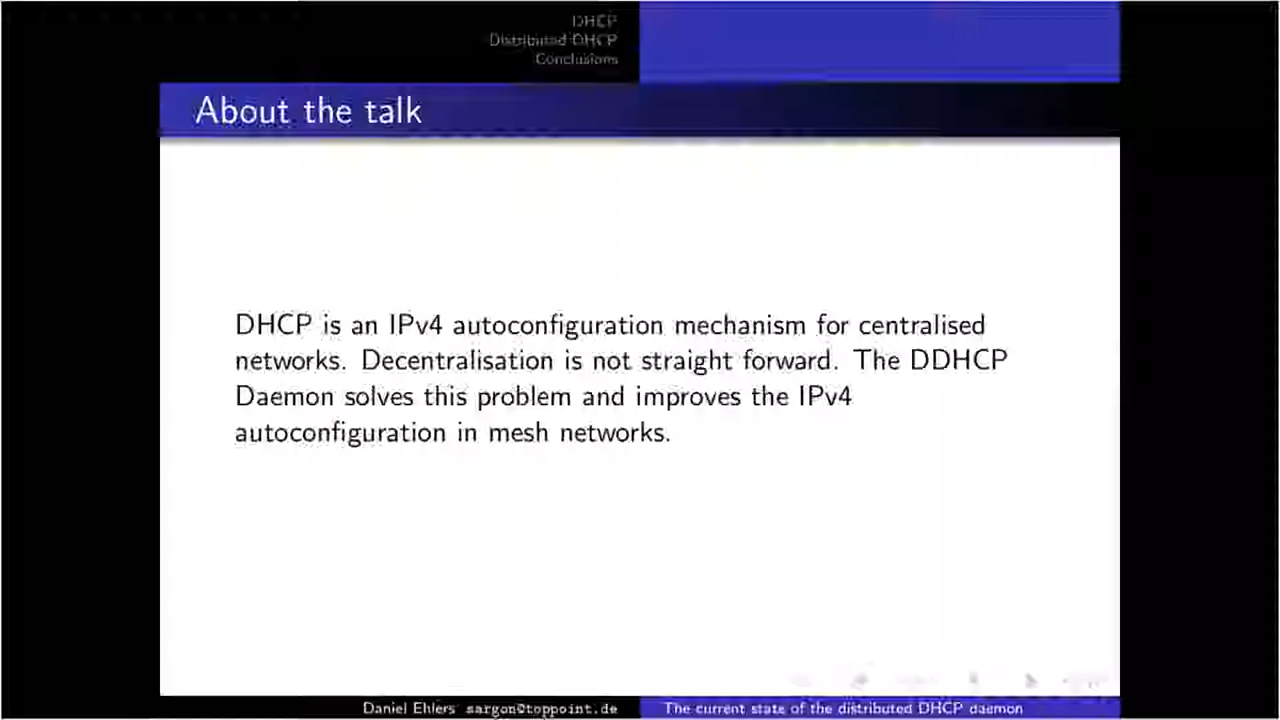 DHCP
Distributed DHCP
Conclusions
About the talk
DHCP is an IPv4 autoconfiguration mechanism for centralised
networks. Decentralisation is not straight forward. The DDHCP
Daemon solves this problem and improves the IPv4
autoconfiguration in mesh networks.
Daniel Ehlers sargon@toppoint.de
The current state of the distributed DHCP daemon